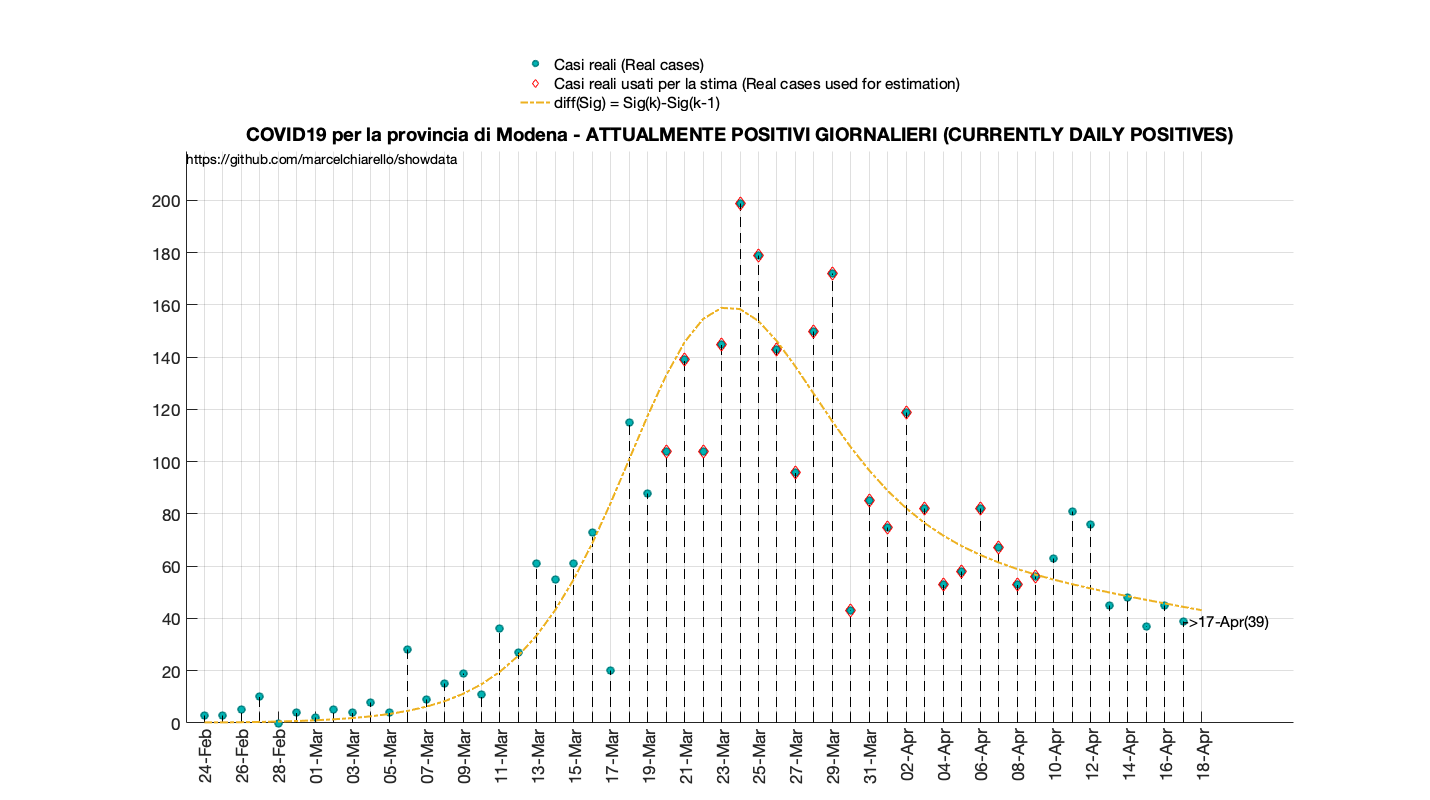 Casi reali (Real cases)
Casi reali usati per la stima (Real cases used for estimation)
diff(Sig) = Sig(k)-Sig(k-1)
COVID19 per la provincia di Modena - ATTUALMENTE POSITIVI GIORNALIERI (CURRENTLY DAILY POSITIVES)
https://github.com/marcelchiarello/showdata
200
180
160
140
120
100
80
60
40
20
0
>17-Apr(39)
24-Feb
26-Feb
28-Feb
01-Mar
03-Mar
05-Mar
07-Mar
09-Mar
11-Mar
13-Mar
15-Mar
17-Mar
19-Mar
21-Mar
23-Mar
25-Mar
27-Mar
29-Mar
31-Mar
02-Apr
04-Apr
06-Apr
08-Apr
10-Apr
12-Apr
14-Apr
16-Apr
18-Apr